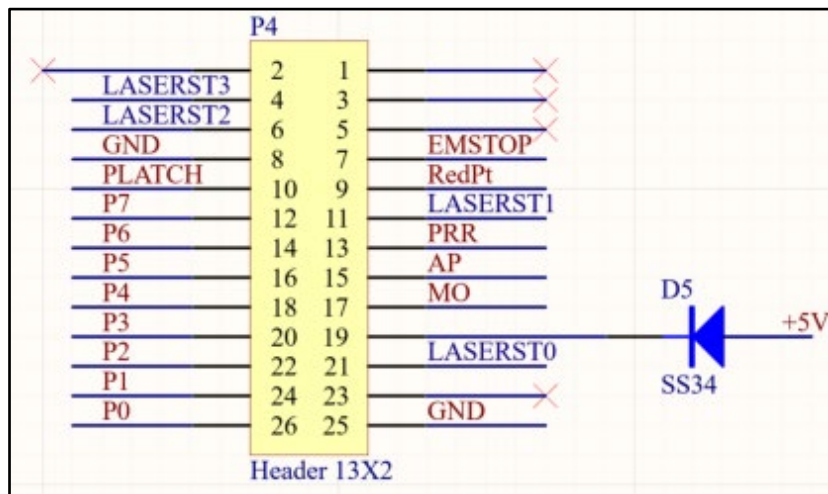 P4
2 1
LASERST3
4 3
LASERST2
6 5
GND EMSTOP
8 7
PLATCH RedPt
10 9
P7 LASERST1
12 11
P6 PRR
14 13
P5 AP
16 15
P4 MO
18 17
P3
20 19
D5
+5V
SS34
P2 LASERST0
22 21
P1
24 23
P0 GND
26 25
Header 13X2